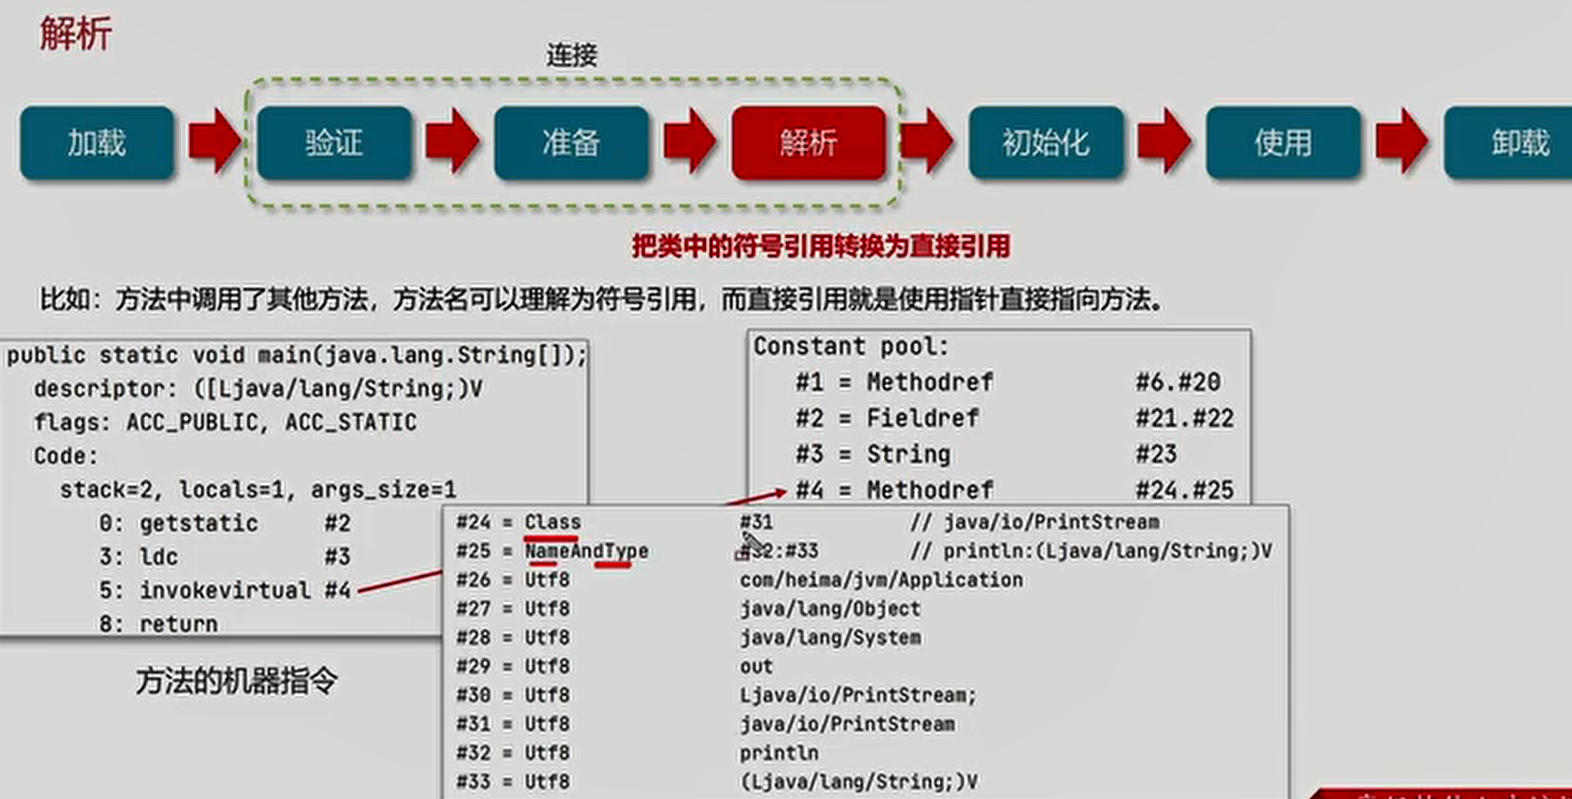 解析
连接
加载
验证
准备
解析
初始化
使用
卸载
把类中的符号引用转换为直接引用
比如：方法中调用了其他方法，方法名可以理解为符号引用，而直接引用就是使用指针直接指向方法。
public static void main(java.lang.String[]);
descriptor: ([Ljava/lang/String;)V
flags: ACC_PUBLIC, ACC_STATIC
Code:
stack=2, locals=1, args_size=1
0: getstatic #2
3: ldc #3
5: invokevirtual #4
8: return
方法的机器指令
Constant pool:
#1 = Methodref #6.#20
#2 = Fieldref #21.#22
#3 = String #23
#4 = Methodref #24.#25
#24 = Class #31 // java/io/PrintStream
#25 = NameAndType #32:#33 // println:(Ljava/lang/String;)V
#26 = Utf8 com/heima/jvm/Application
#27 = Utf8 java/lang/Object
#28 = Utf8 java/lang/System
#29 = Utf8 out
#30 = Utf8 Ljava/io/PrintStream;
#31 = Utf8 java/io/PrintStream
#32 = Utf8 println
#33 = Utf8 (Ljava/lang/String;)V